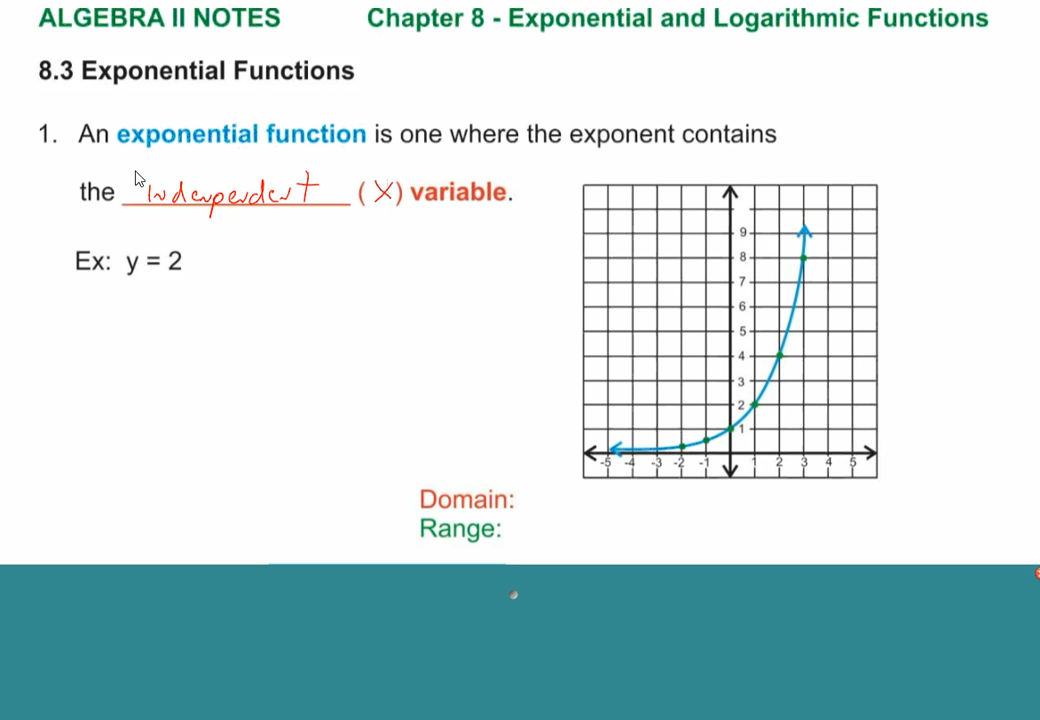 ALGEBRA II NOTES Chapter 8 - Exponential and Logarithmic Functions
8.3 Exponential Functions
1. An exponential function is one where the exponent contains
the independent (X) variable.
Ex: y = 2
9
8
7
6
5
4
3
2
1
-5 -4 -3 -2 -1 1 2 3 4 5
Domain:
Range: